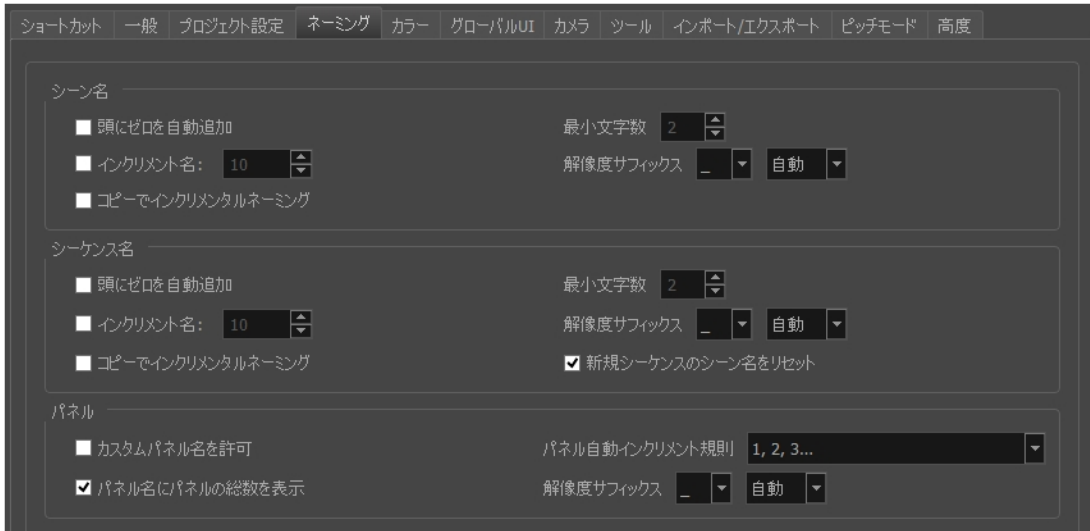 ショートカット 一般 プロジェクト設定 ネーミング カラー グローバルUI カメラ ツール インポート/エクスポート ピッチモード 高度
シーン名
頭にゼロを自動追加 最小文字数 2
インクリメント名: 10 解像度サフィックス _ 自動
コピーでインクリメンタルネーミング
シーケンス名
頭にゼロを自動追加 最小文字数 2
インクリメント名: 10 解像度サフィックス _ 自動
コピーでインクリメンタルネーミング 新規シーケンスのシーン名をリセット
パネル
カスタムパネル名を許可 パネル自動インクリメント規則 1, 2, 3...
パネル名にパネルの総数を表示 解像度サフィックス _ 自動